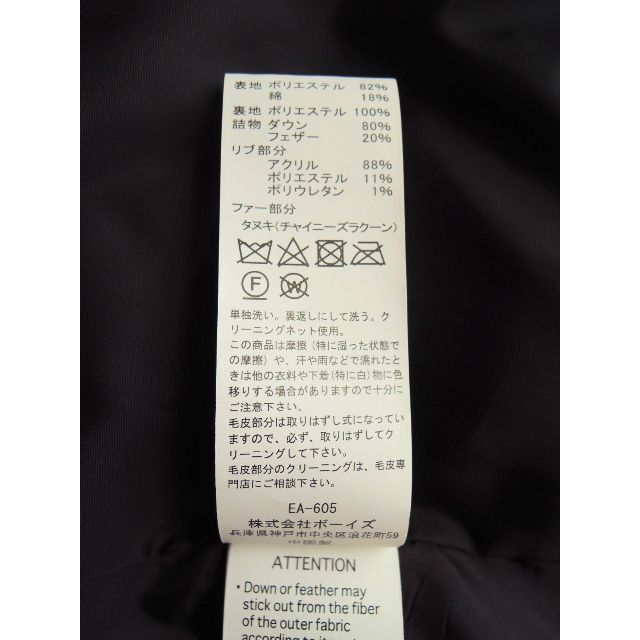 表地 ポリエステル 82%
綿 18%
裏地 ポリエステル 100%
詰物 ダウン 80%
フェザー 20%
リブ部分
アクリル 88%
ポリエステル 11%
ポリウレタン 1%
ファー部分
タヌキ(チャイニーズラクーン)
F W
単独洗い。裏返しにして洗う。ク
リーニングネット使用。
この商品は摩擦(特に湿った状態で
の摩擦)や、汗や雨などで濡れたと
きは他の衣料や下着(特に白)物に色
移りする場合がありますので十分に
ご注意下さい。
毛皮部分は取りはずし式になってい
ますので、必ず、取りはずしてク
リーニングして下さい。
毛皮部分のクリーニングは、毛皮専
門店にご相談下さい。
EA-605
株式会社ボーイズ
兵庫県神戸市中央区浪花町59
中国製
ATTENTION
・Down or feather may
stick out from the fiber
of the outer fabric
according to its